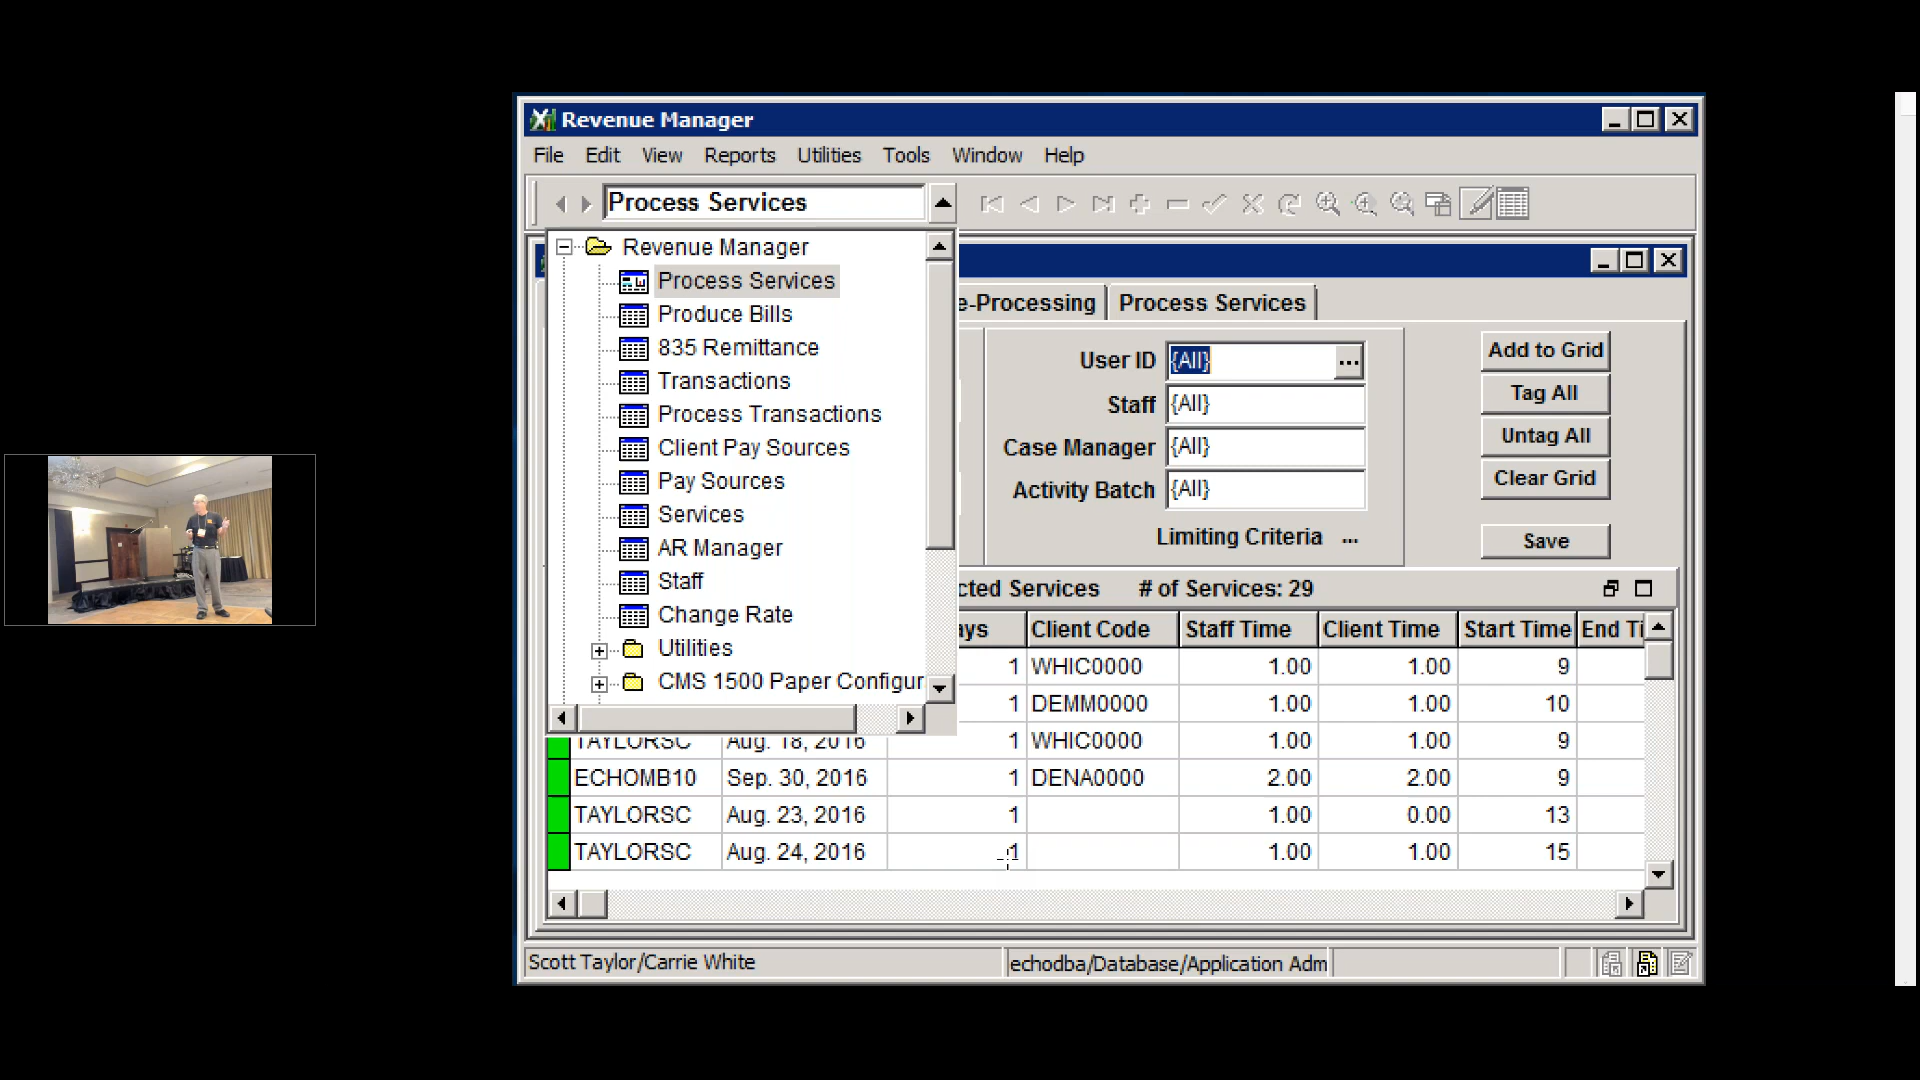 Revenue Manager
File Edit View Reports Utilities Tools Window Help
Process Services
Revenue Manager
Process Services
Produce Bills
835 Remittance
Transactions
Process Transactions
Client Pay Sources
Pay Sources
Services
AR Manager
Staff
Change Rate
Utilities
CMS 1500 Paper Configur
e-Processing Process Services
User ID {All} ...
Staff {All}
Case Manager {All}
Activity Batch {All}
Limiting Criteria ...
Add to Grid
Tag All
Untag All
Clear Grid
Save
cted Services # of Services: 29
ays Client Code Staff Time Client Time Start Time End Ti
1 WHIC0000 1.00 1.00 9
1 DEMM0000 1.00 1.00 10
TAYLORSC Aug. 18, 2016 1 WHIC0000 1.00 1.00 9
ECHOMB10 Sep. 30, 2016 1 DENA0000 2.00 2.00 9
TAYLORSC Aug. 23, 2016 1 1.00 0.00 13
TAYLORSC Aug. 24, 2016 1 1.00 1.00 15
Scott Taylor/Carrie White echodba/Database/Application Adm